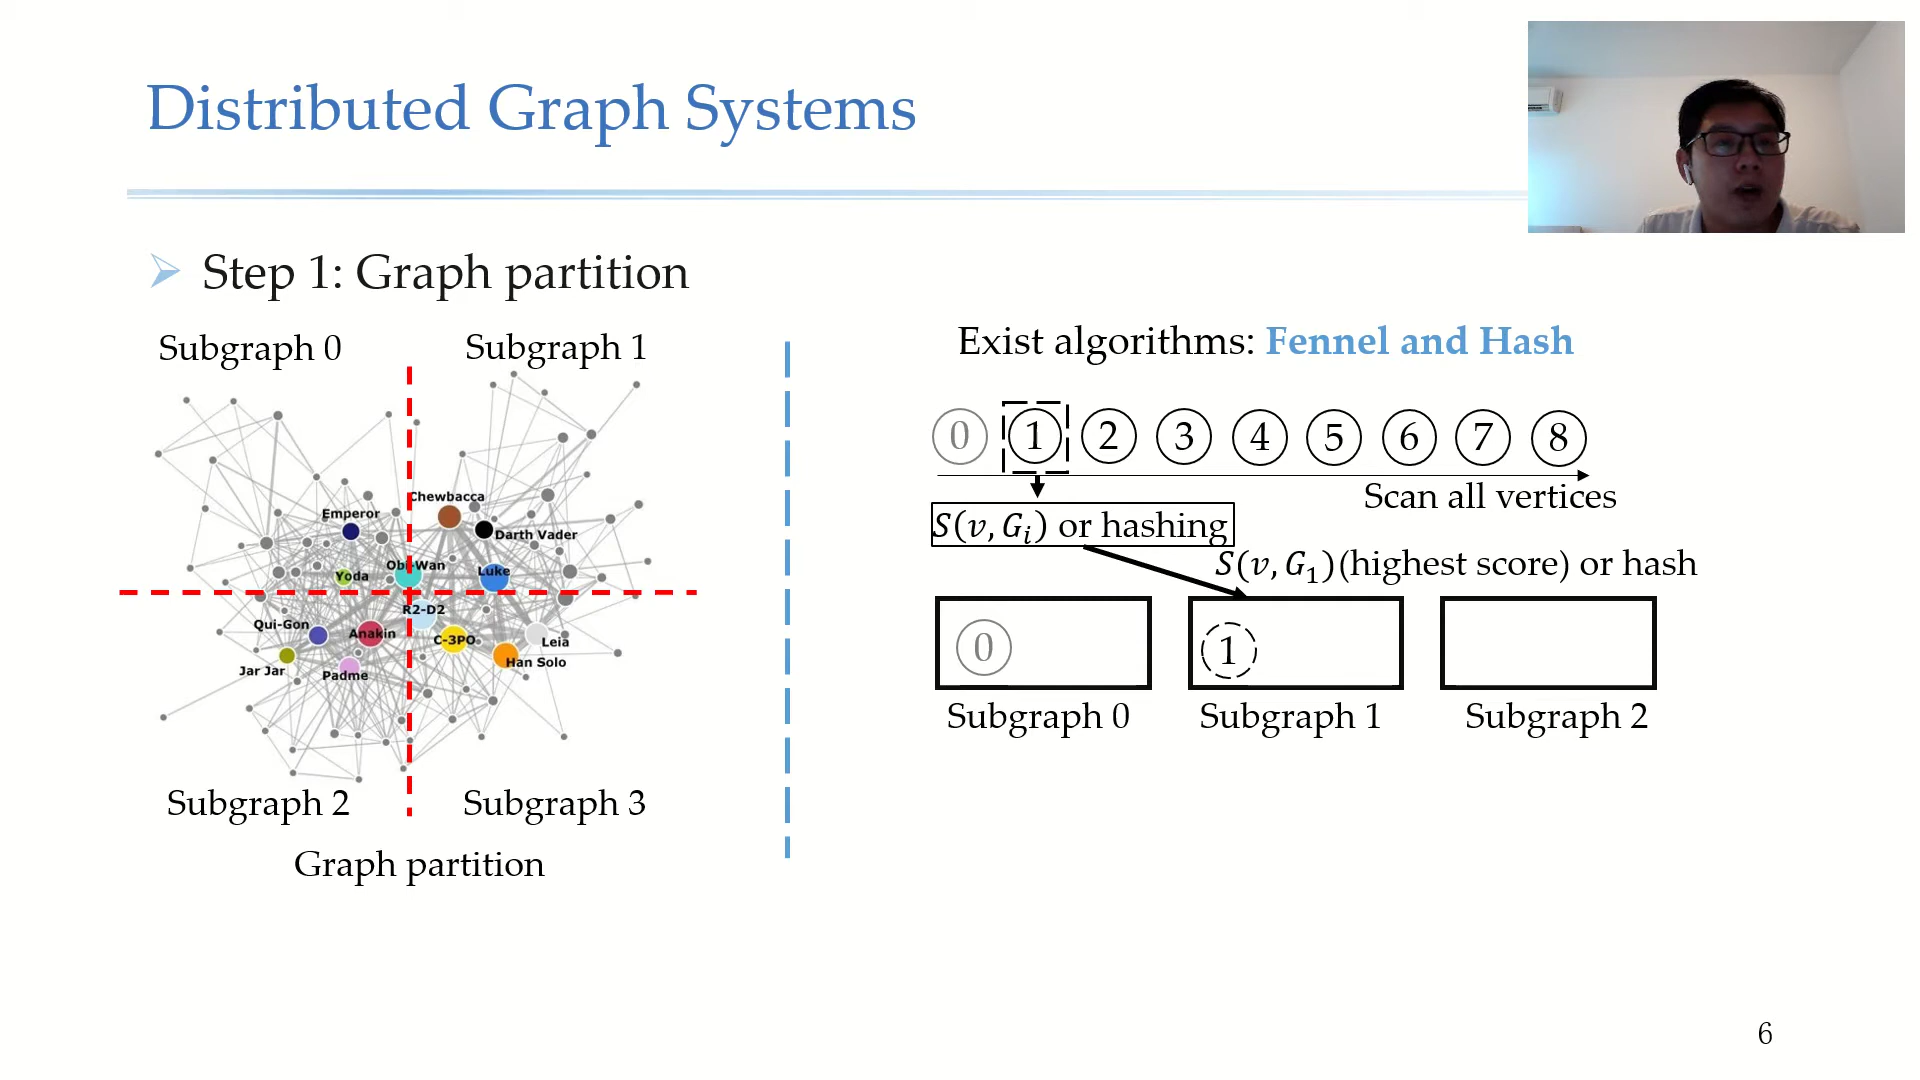 Distributed Graph Systems
Step 1: Graph partition
Subgraph 0
Subgraph 1
Chewbacca
Emperor
Darth Vader
Obi-Wan
Luke
Yoda
R2-D2
Qui-Gon
Anakin
C-3PO
Leia
Jar Jar
Padme
Han Solo
Subgraph 2
Subgraph 3
Graph partition
Exist algorithms: Fennel and Hash
0 1 2 3 4 5 6 7 8
Scan all vertices
S(v, Gᵢ) or hashing
S(v, G₁)(highest score) or hash
0
1
Subgraph 0
Subgraph 1
Subgraph 2
6